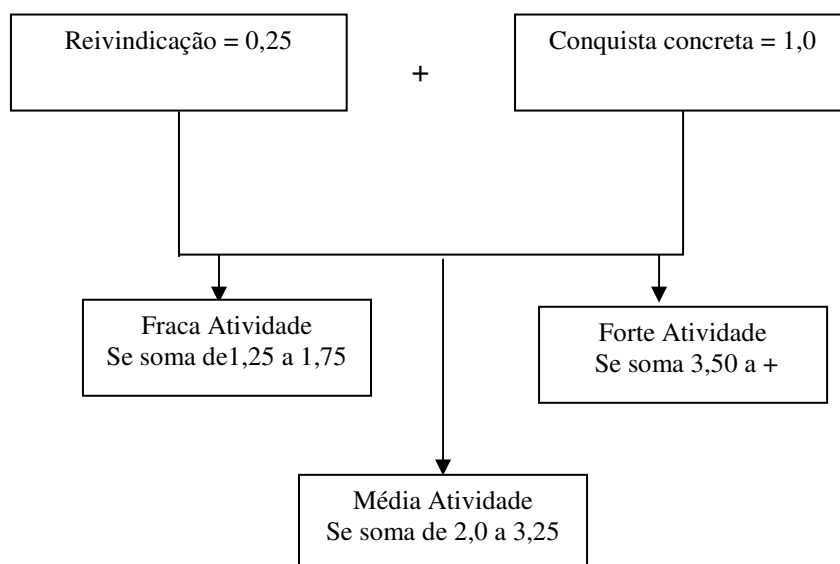 Reivindicação = 0,25
+
Conquista concreta = 1,0
Fraca Atividade
Se soma de1,25 a 1,75
Forte Atividade
Se soma 3,50 a +
Média Atividade
Se soma de 2,0 a 3,25